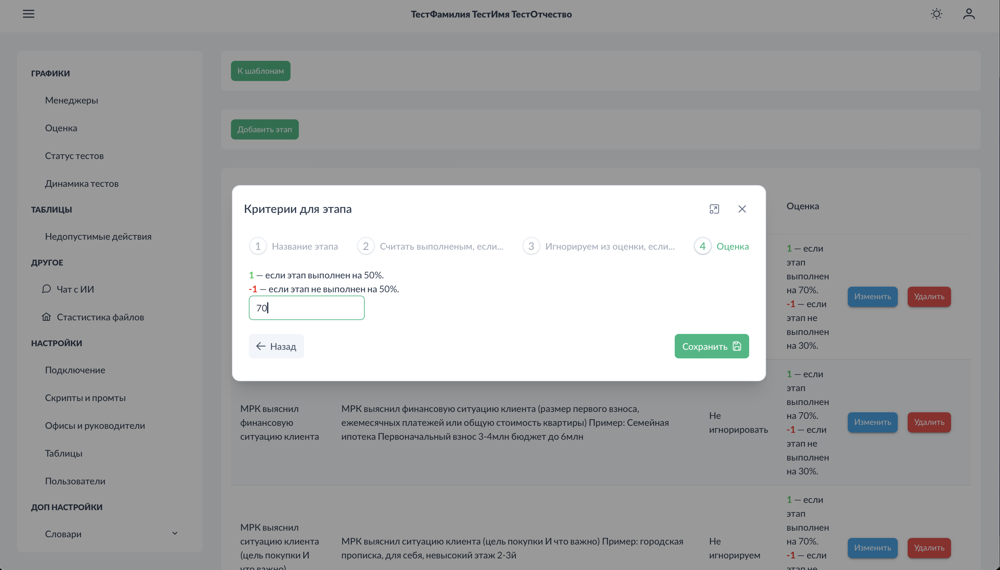 ТестФамилия ТестИмя ТестОтчество
ГРАФИКИ
Менеджеры
Оценка
Статус тестов
Динамика тестов
ТАБЛИЦЫ
Недопустимые действия
ДРУГОЕ
Чат с ИИ
Стастистика файлов
НАСТРОЙКИ
Подключение
Скрипты и промты
Офисы и руководители
Таблицы
Пользователи
ДОП НАСТРОЙКИ
Словари
К шаблонам
Добавить этап
Критерии для этапа
1 Название этапа
2 Считать выполненым, если...
3 Игнорируем из оценки, если...
4 Оценка
1 — если этап выполнен на 50%.
-1 — если этап не выполнен на 50%.
70
Назад
Сохранить
Оценка
1 — если
этап
выполнен
на 70%.
-1 — если
этап не
выполнен
на 30%.
Изменить
Удалить
МРК выяснил
финансовую
ситуацию клиента
МРК выяснил финансовую ситуацию клиента (размер первого взноса,
ежемесячных платежей или общую стоимость квартиры) Пример: Семейная
ипотека Первоначальный взнос 3-4млн бюджет до 6млн
Не
игнорировать
1 — если
этап
выполнен
на 70%.
-1 — если
этап не
выполнен
на 30%.
Изменить
Удалить
МРК выяснил
ситуацию клиента
(цель покупки И
что важно)
МРК выяснил ситуацию клиента (цель покупки И что важно) Пример: городская
прописка, для себя, невысокий этаж 2-3й
Не
игнорируем
1 — если
этап
выполнен
на 70%.
-1 — если
этап не
Изменить
Удалить